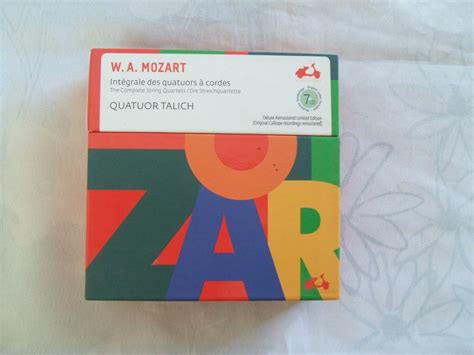 W. A. MOZART
Intégrale des quatuors à cordes
The Complete String Quartets / Die Streichquartette
QUATUOR TALICH
7
Deluxe Remastered Limited Edition
(Original Calliope recordings remastered)
O
ZAR